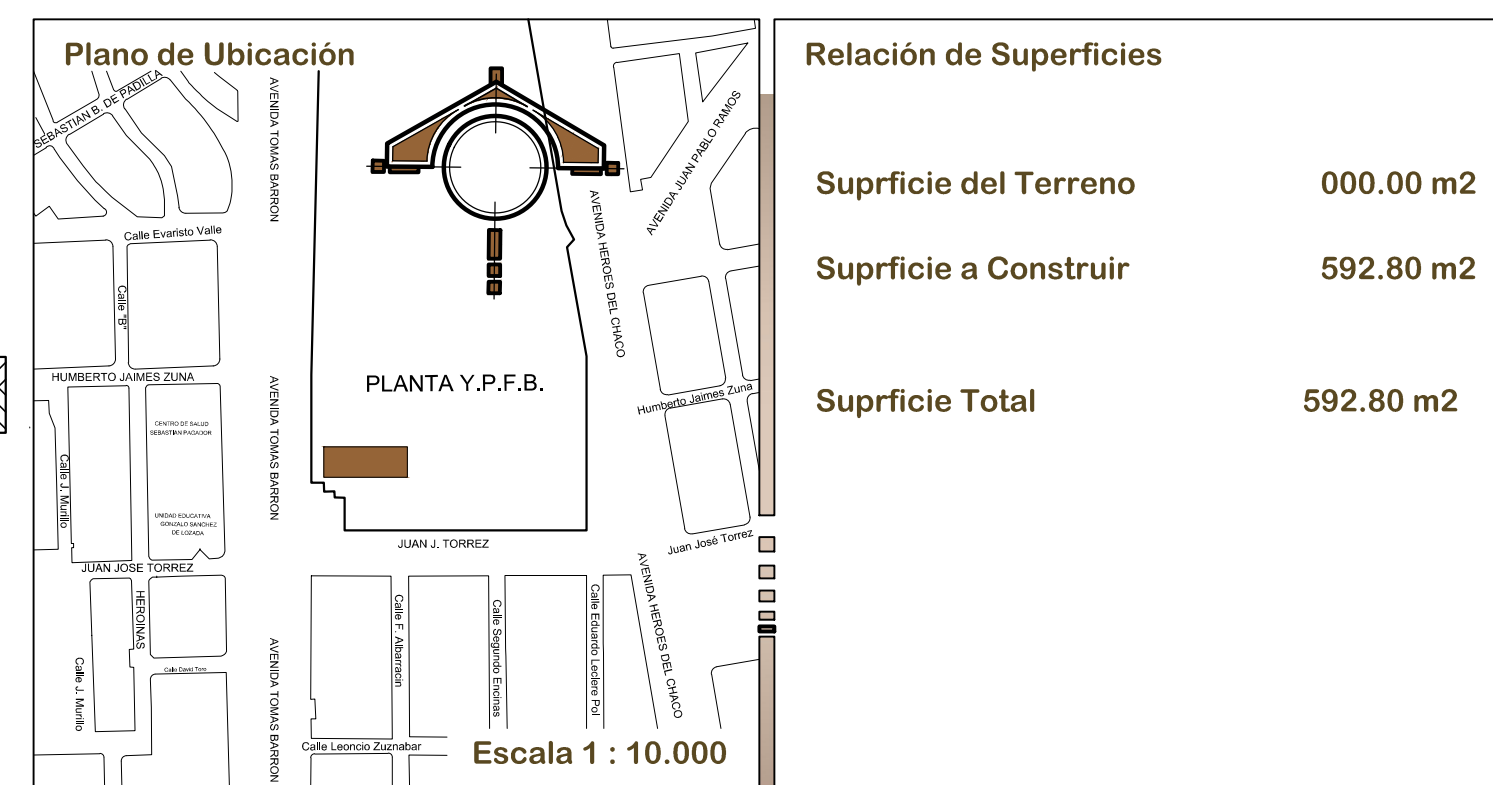 Plano de Ubicación
SEBASTIAN B. DE PADILLA
AVENIDA TOMAS BARRON
AVENIDA JUAN PABLO RAMOS
Calle Evaristo Valle
AVENIDA HEROES DEL CHACO
Calle "B"
HUMBERTO JAIMES ZUNA
AVENIDA TOMAS BARRON
PLANTA Y.P.F.B.
Humberto Jaimes Zuna
CENTRO DE SALUD
SEBASTIAN PAGADOR
Calle J. Murillo
UNIDAD EDUCATIVA
GONZALO SANCHEZ
DE LOZADA
JUAN J. TORREZ
Juan José Torrez
JUAN JOSE TORREZ
HEROINAS
Calle F. Albarracin
Calle Segundo Encinas
Calle Eduardo Leclere Pol
AVENIDA HEROES DEL CHACO
Calle J. Murillo
Calle David Toro
AVENIDA TOMAS BARRON
Calle Leoncio Zuznabar
Escala 1 : 10.000
Relación de Superficies
Suprficie del Terreno 000.00 m2
Suprficie a Construir 592.80 m2
Suprficie Total 592.80 m2